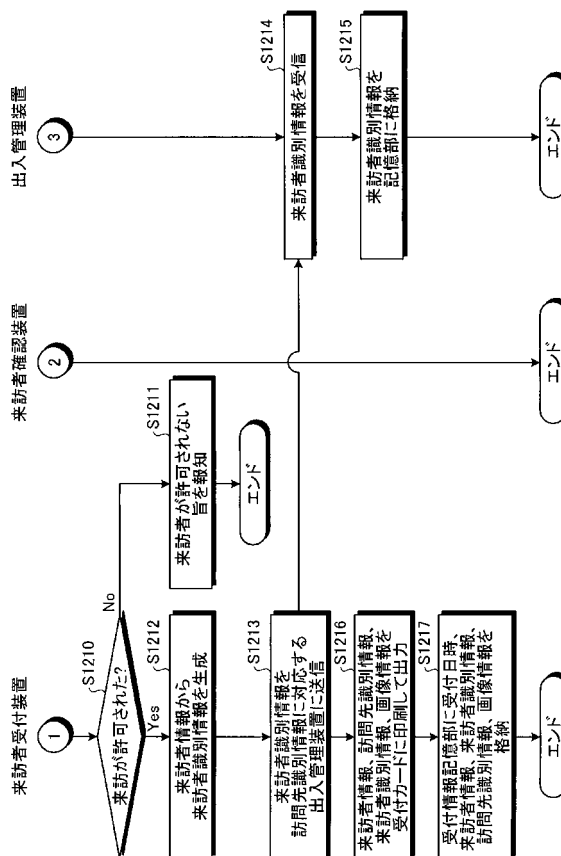 来訪者受付装置
来訪者確認装置
出入管理装置
1
2
3
S1210
来訪が許可された?
No
Yes
S1211
来訪者が許可されない
旨を報知
エンド
S1212
来訪者情報から
来訪者識別情報を生成
S1213
来訪者識別情報を
訪問先識別情報に対応する
出入管理装置に送信
S1214
来訪者識別情報を受信
S1215
来訪者識別情報を
記憶部に格納
S1216
来訪者情報、訪問先識別情報、
来訪者識別情報、画像情報を
受付カードに印刷して出力
S1217
受付情報記憶部に受付日時、
来訪者情報、来訪者識別情報、
訪問先識別情報、画像情報を
格納
エンド
エンド
エンド